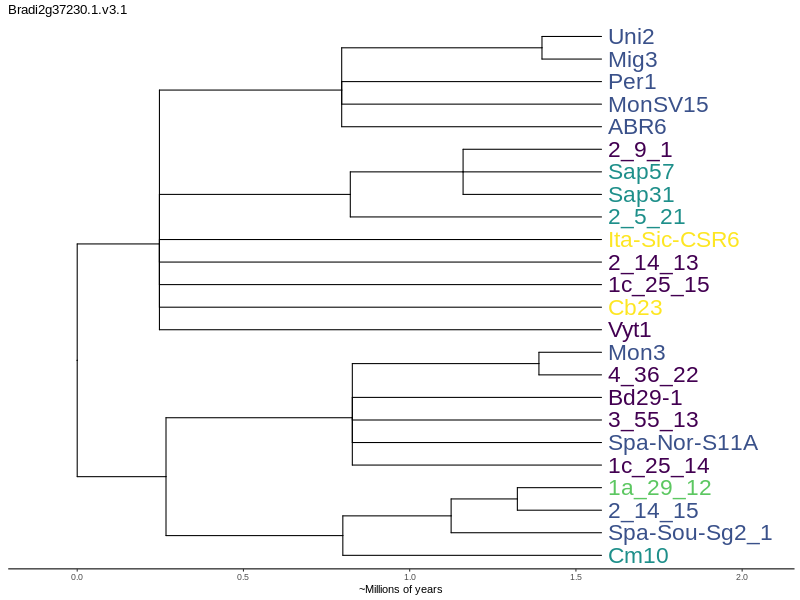 Bradi2g37230.1.v3.1
Uni2
Mig3
Per1
MonSV15
ABR6
2_9_1
Sap57
Sap31
2_5_21
Ita-Sic-CSR6
2_14_13
1c_25_15
Cb23
Vyt1
Mon3
4_36_22
Bd29-1
3_55_13
Spa-Nor-S11A
1c_25_14
1a_29_12
2_14_15
Spa-Sou-Sg2_1
Cm10
0.0 0.5 1.0 1.5 2.0
~Millions of years